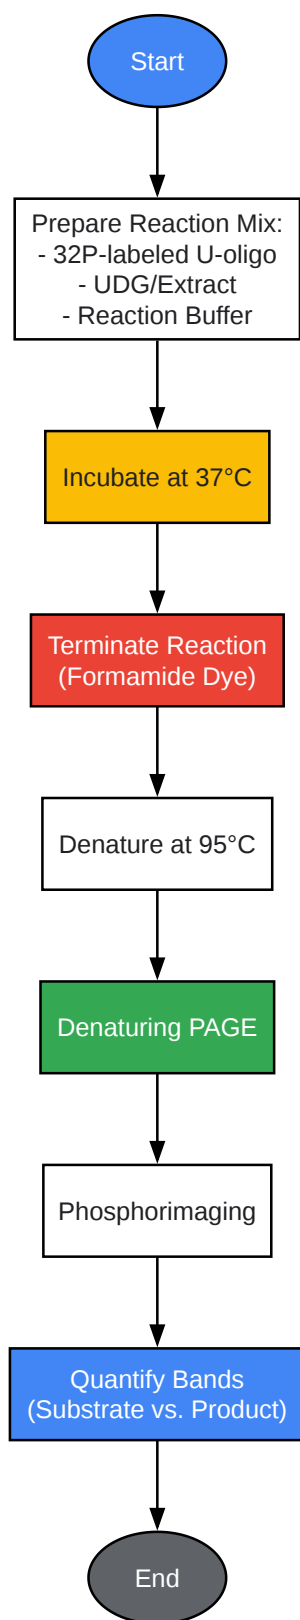 Start
Prepare Reaction Mix:
- 32P-labeled U-oligo
- UDG/Extract
- Reaction Buffer
Incubate at 37°C
Terminate Reaction
(Formamide Dye)
Denature at 95°C
Denaturing PAGE
Phosphorimaging
Quantify Bands
(Substrate vs. Product)
End